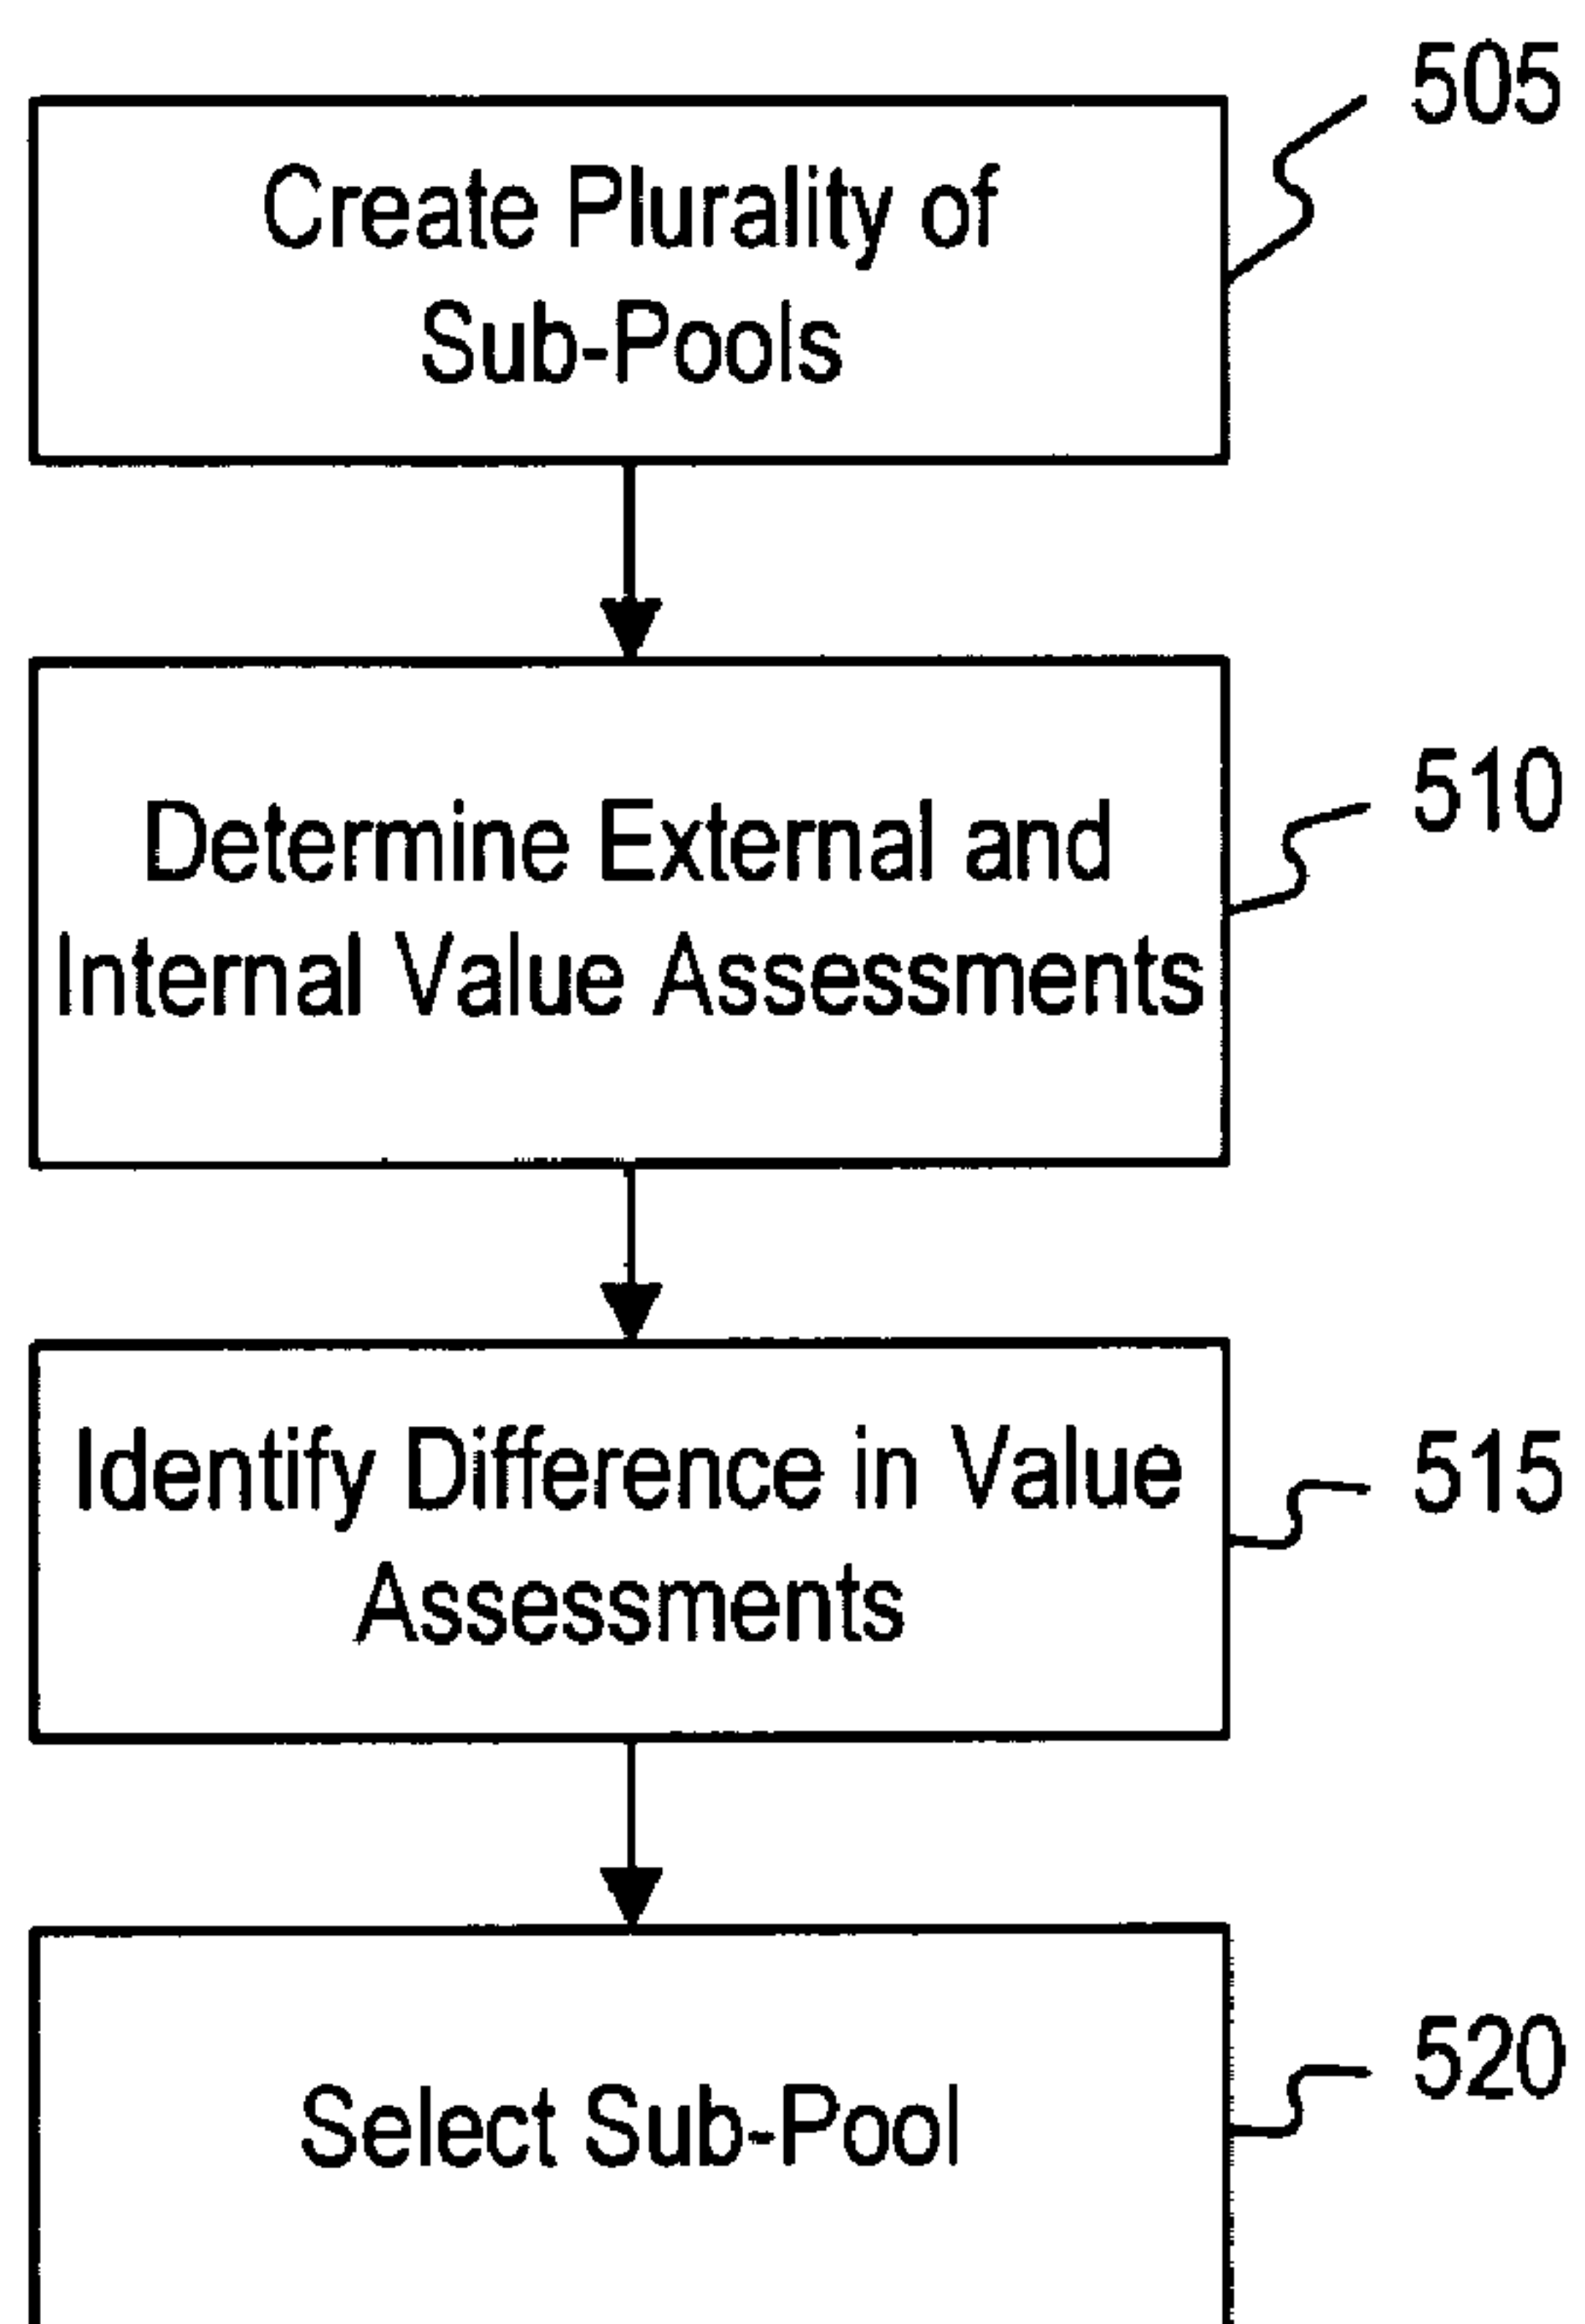 505
Create Plurality of
Sub-Pools
510
Determine External and
Internal Value Assessments
515
Identify Difference in Value
Assessments
520
Select Sub-Pool